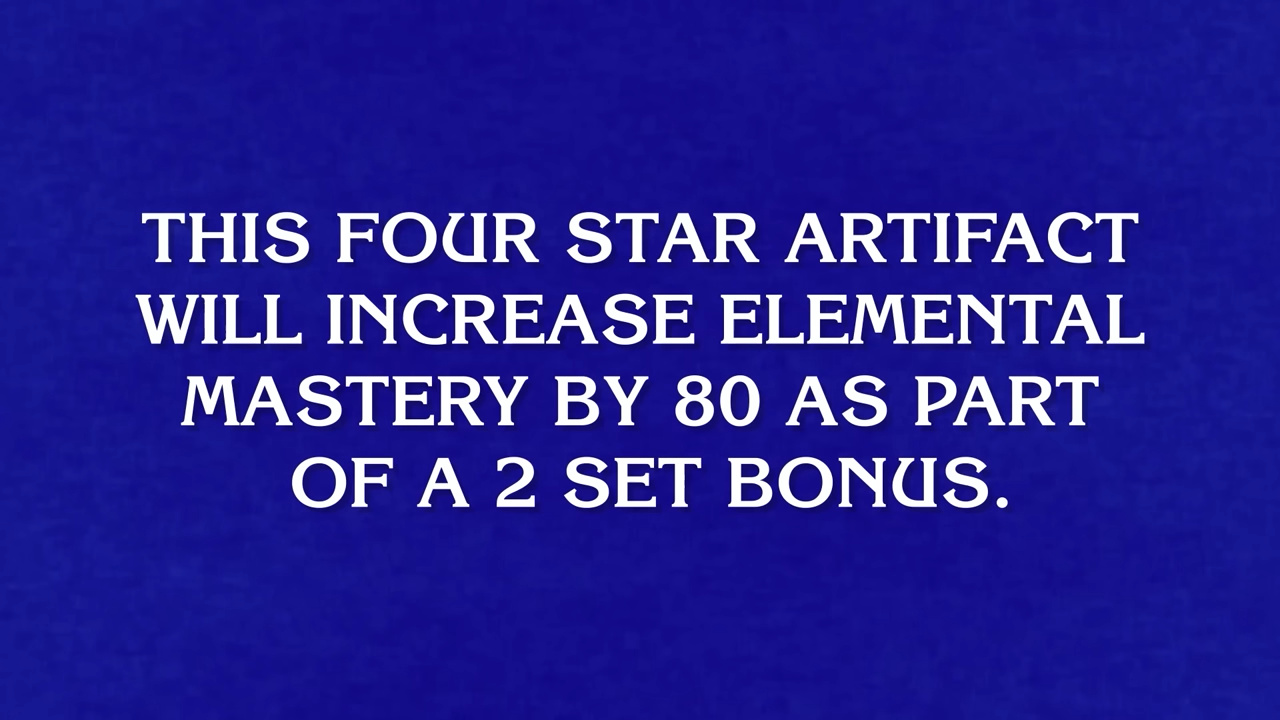 THIS FOUR STAR ARTIFACT
WILL INCREASE ELEMENTAL
MASTERY BY 80 AS PART
OF A 2 SET BONUS.